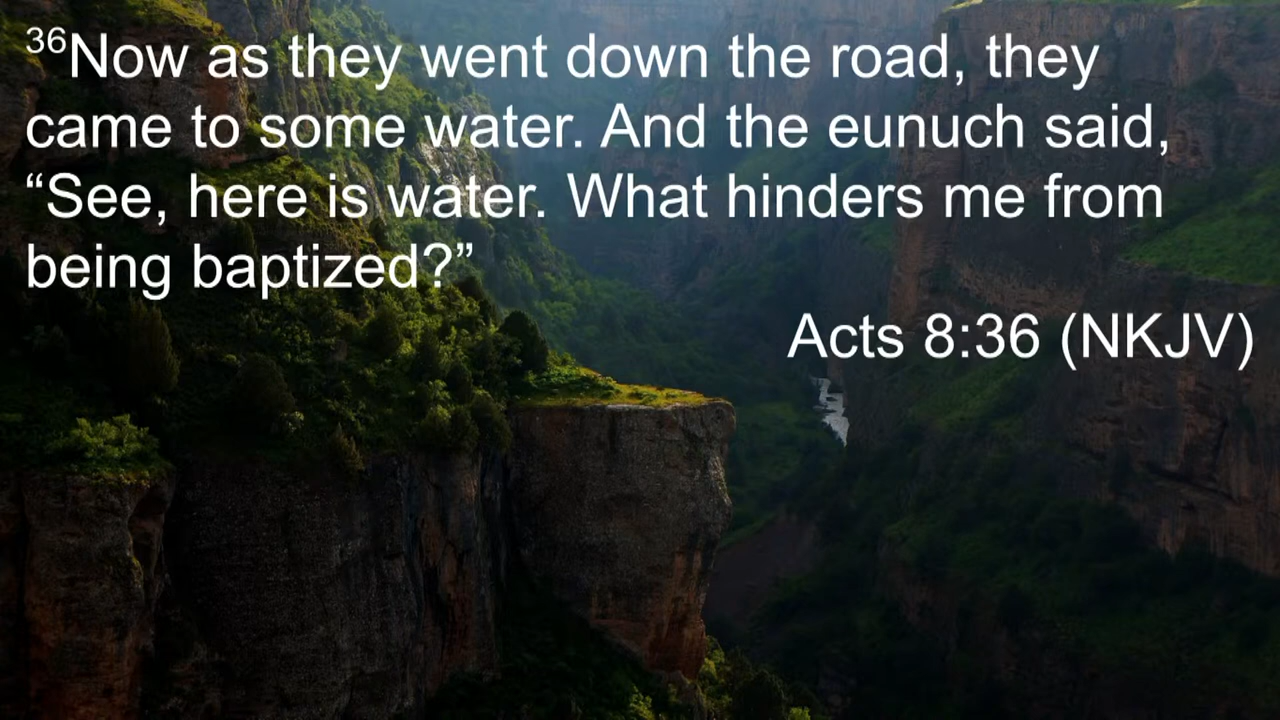 36Now as they went down the road, they
came to some water. And the eunuch said,
“See, here is water. What hinders me from
being baptized?”
Acts 8:36 (NKJV)